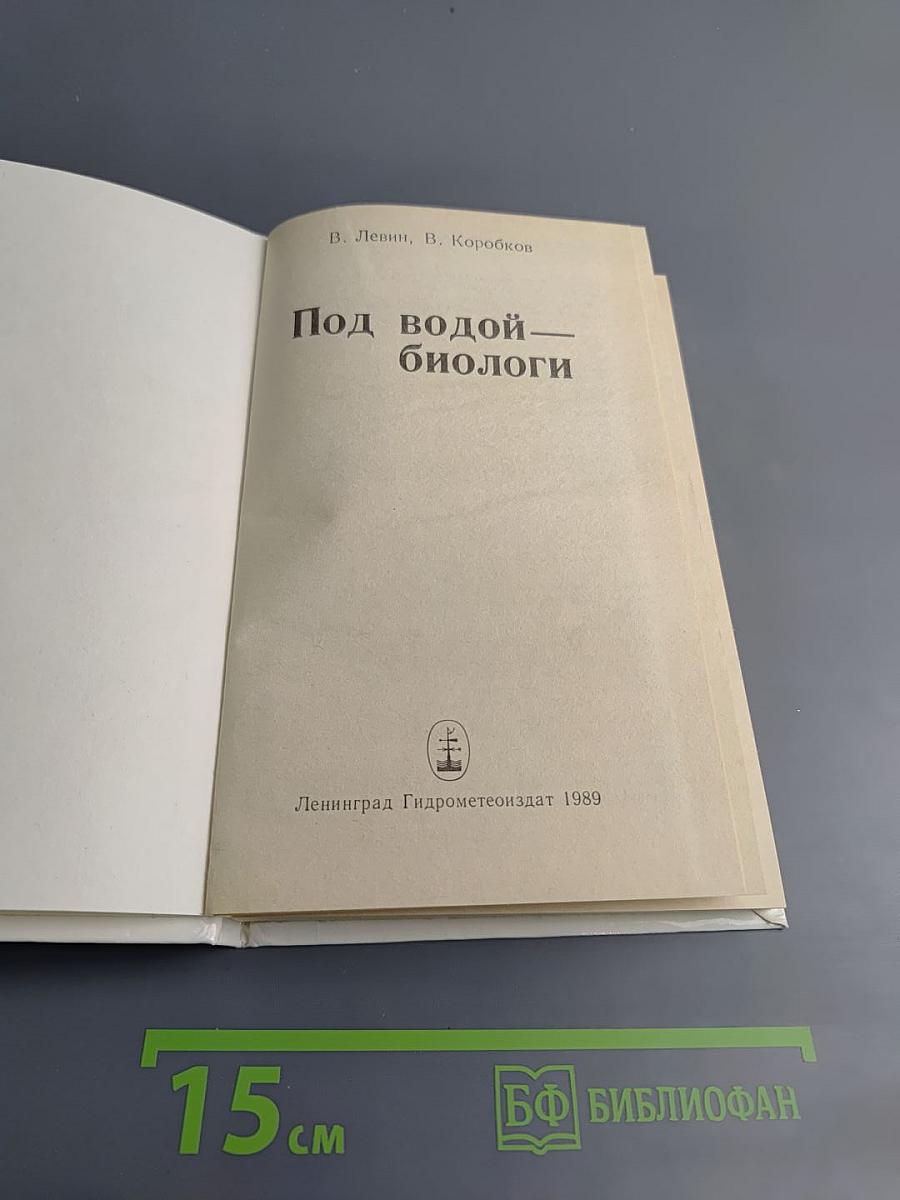 В. Левин, В. Коробков
Под водой—
биологи
Ленинград Гидрометеоиздат 1989
15 см
БФ БИБЛИОФАН